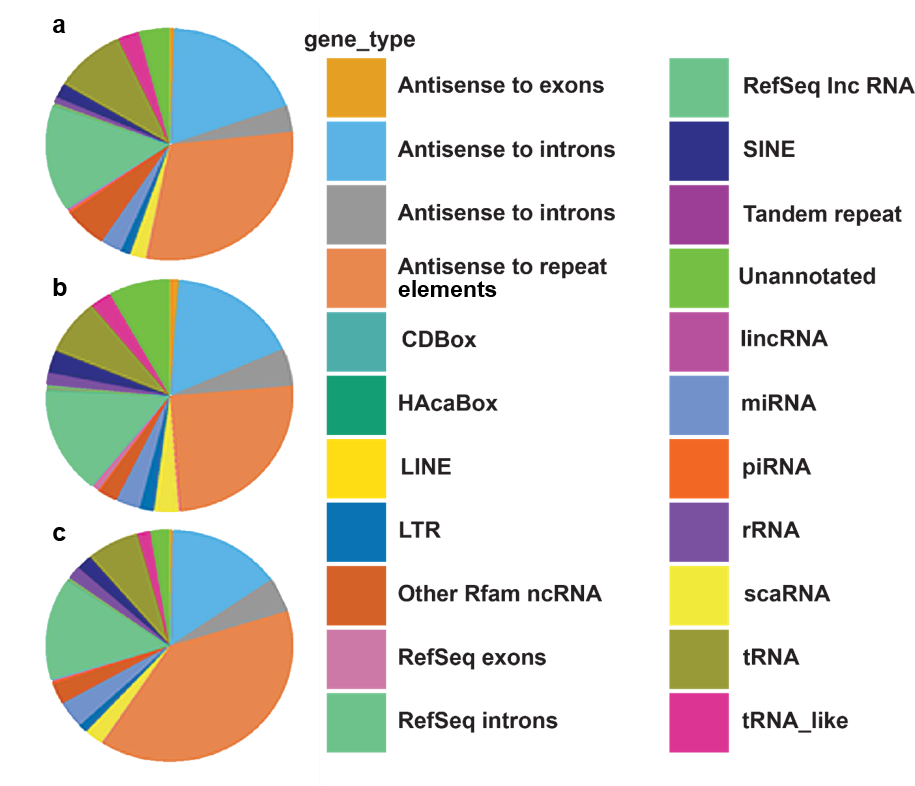 a
b
c
gene_type
Antisense to exons
Antisense to introns
Antisense to introns
Antisense to repeat
elements
CDBox
HAcaBox
LINE
LTR
Other Rfam ncRNA
RefSeq exons
RefSeq introns
RefSeq lnc RNA
SINE
Tandem repeat
Unannotated
lincRNA
miRNA
piRNA
rRNA
scaRNA
tRNA
tRNA_like